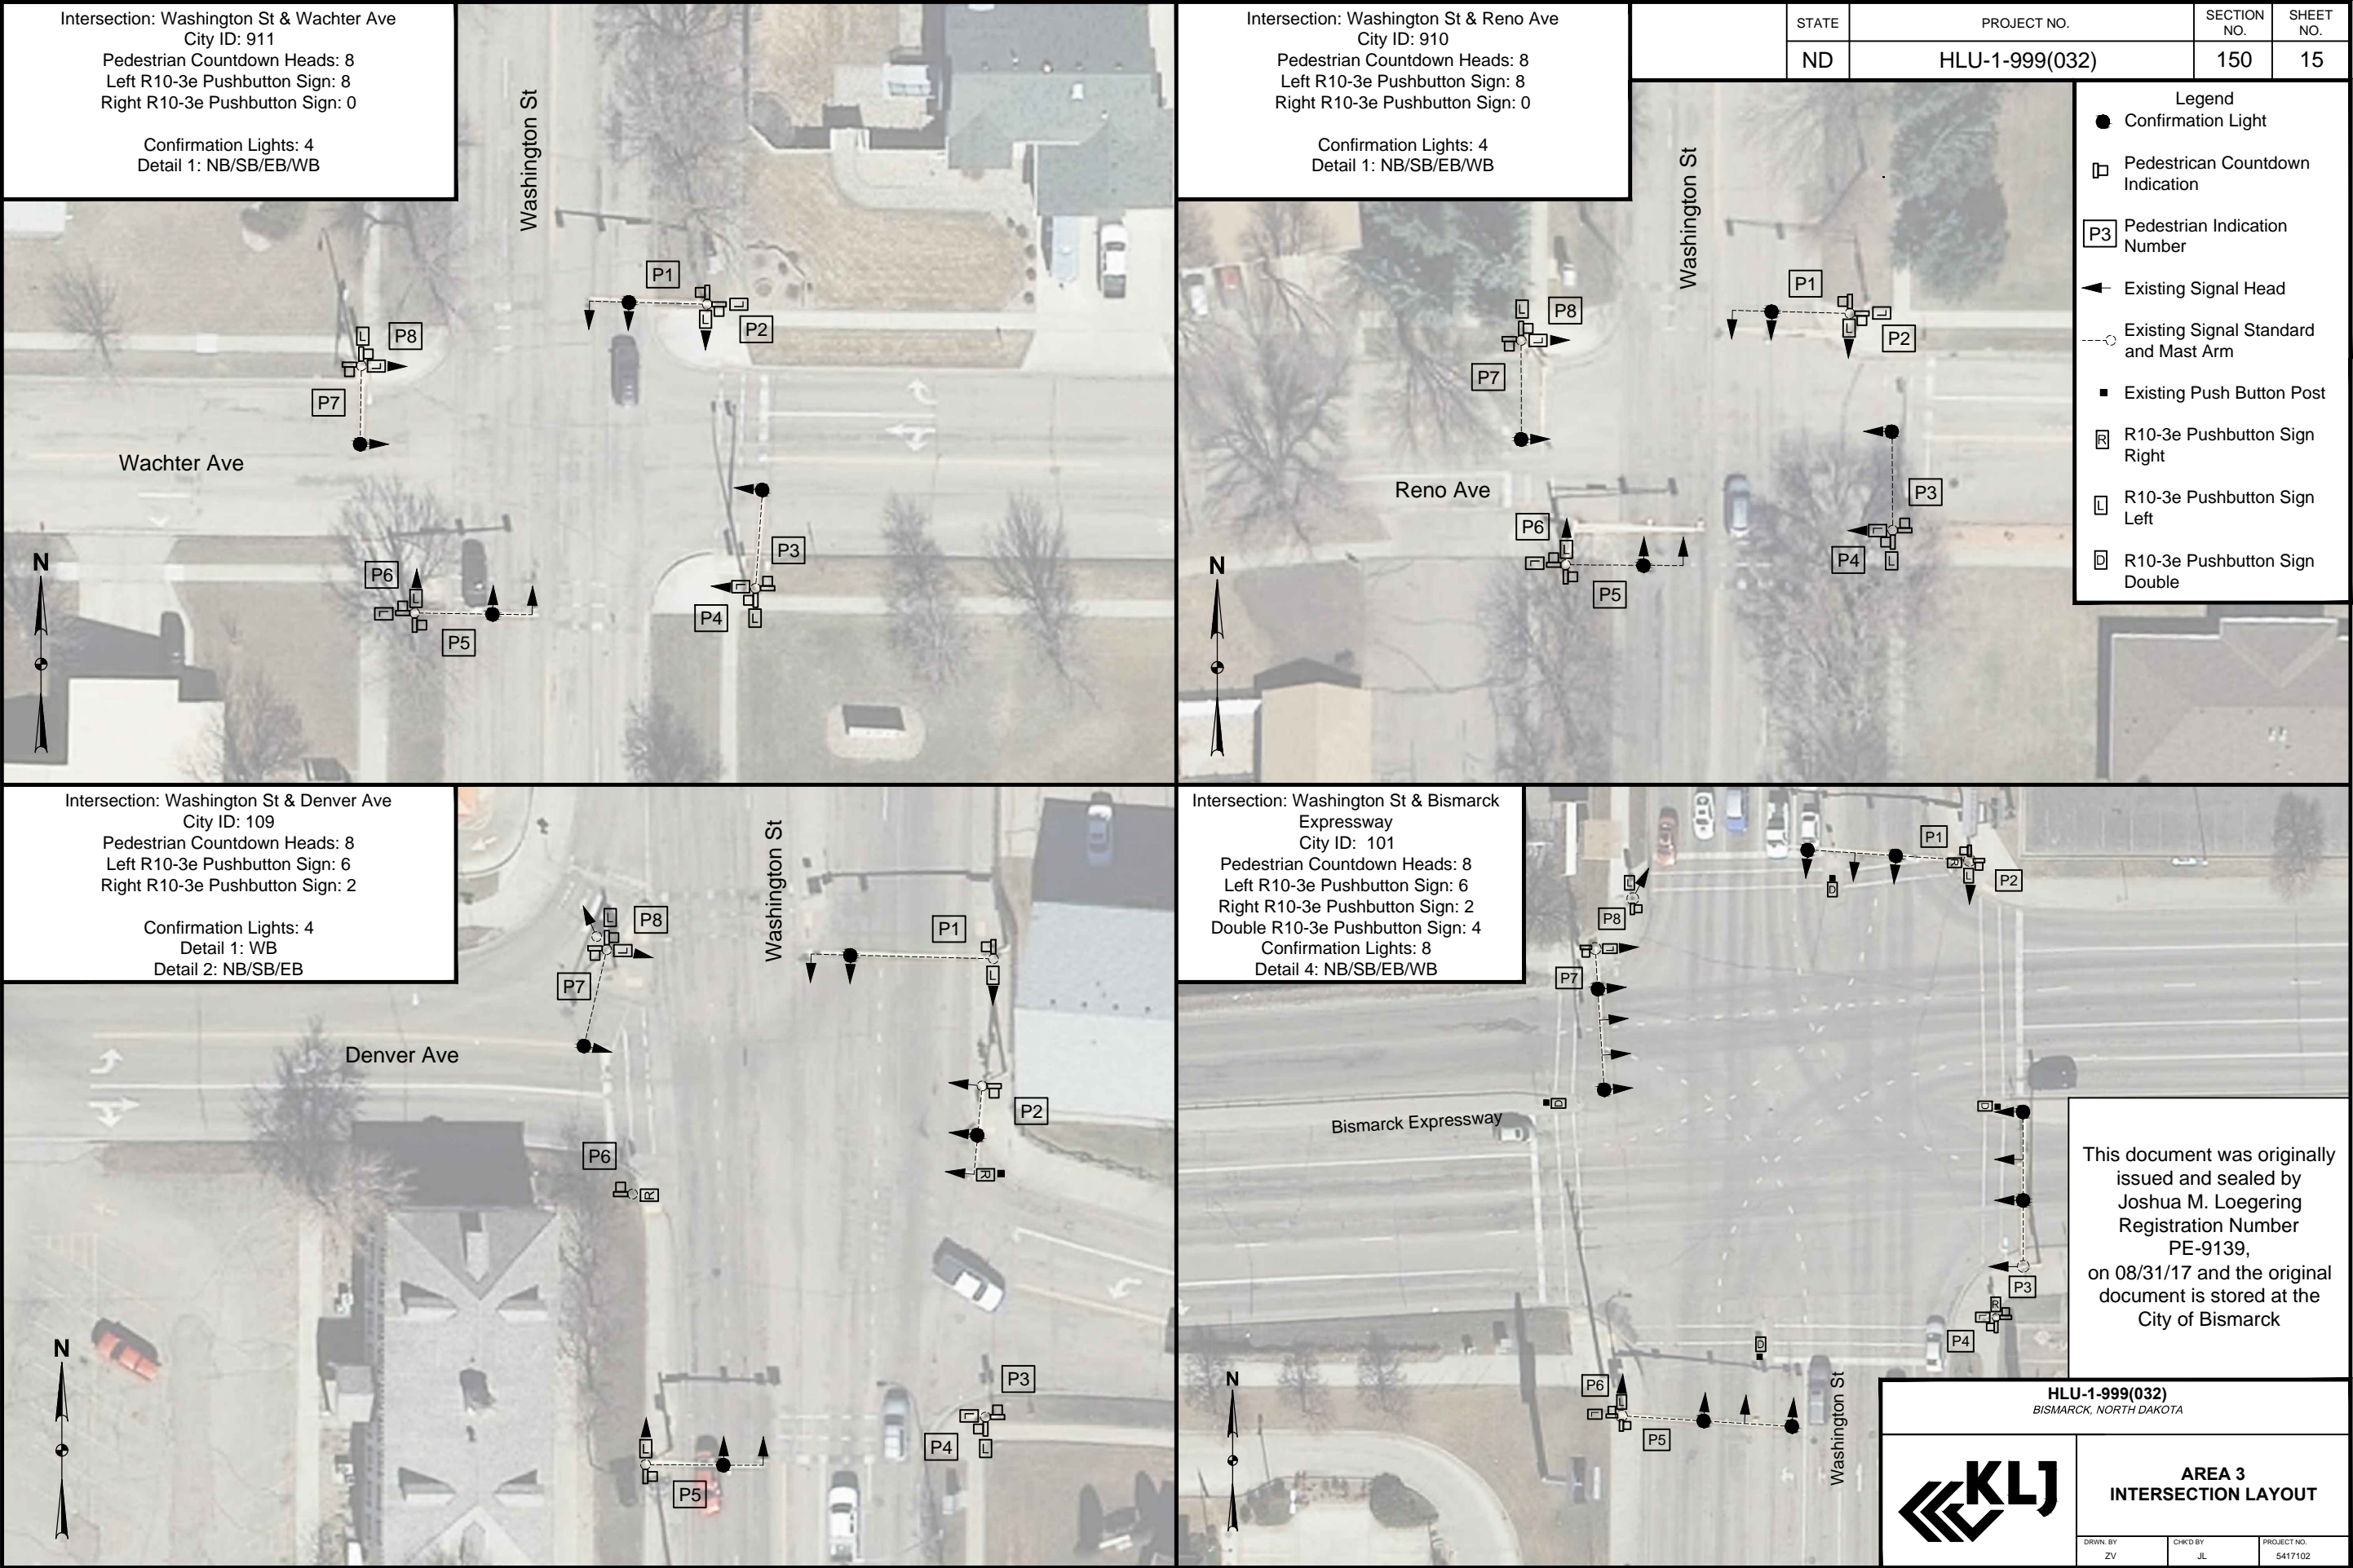 Intersection: Washington St & Wachter Ave
City ID: 911
Pedestrian Countdown Heads: 8
Left R10-3e Pushbutton Sign: 8
Right R10-3e Pushbutton Sign: 0
Confirmation Lights: 4
Detail 1: NB/SB/EB/WB
Washington St
P1
P2
P8
P7
Wachter Ave
P3
P6
P4
P5
N
L
L
L
L
L
L
L
L
Intersection: Washington St & Reno Ave
City ID: 910
Pedestrian Countdown Heads: 8
Left R10-3e Pushbutton Sign: 8
Right R10-3e Pushbutton Sign: 0
Confirmation Lights: 4
Detail 1: NB/SB/EB/WB
Washington St
P1
P8
P2
P7
Reno Ave
P3
P6
P4
P5
N
L
L
L
L
L
L
L
L
STATE
PROJECT NO.
SECTION
NO.
SHEET
NO.
ND
HLU-1-999(032)
150
15
Legend
Confirmation Light
Pedestrican Countdown
Indication
P3
Pedestrian Indication
Number
Existing Signal Head
Existing Signal Standard
and Mast Arm
Existing Push Button Post
R
R10-3e Pushbutton Sign
Right
L
R10-3e Pushbutton Sign
Left
D
R10-3e Pushbutton Sign
Double
Intersection: Washington St & Denver Ave
City ID: 109
Pedestrian Countdown Heads: 8
Left R10-3e Pushbutton Sign: 6
Right R10-3e Pushbutton Sign: 2
Confirmation Lights: 4
Detail 1: WB
Detail 2: NB/SB/EB
Washington St
P8
P1
P7
Denver Ave
P2
P6
P3
P4
P5
N
L
L
L
R
R
L
L
L
Intersection: Washington St & Bismarck
Expressway
City ID: 101
Pedestrian Countdown Heads: 8
Left R10-3e Pushbutton Sign: 6
Right R10-3e Pushbutton Sign: 2
Double R10-3e Pushbutton Sign: 4
Confirmation Lights: 8
Detail 4: NB/SB/EB/WB
P1
P2
P8
P7
Bismarck Expressway
P3
P4
P6
P5
Washington St
N
R
L
D
L
L
D
D
R
L
D
L
L
This document was originally
issued and sealed by
Joshua M. Loegering
Registration Number
PE-9139,
on 08/31/17 and the original
document is stored at the
City of Bismarck
HLU-1-999(032)
BISMARCK, NORTH DAKOTA
KLJ
AREA 3
INTERSECTION LAYOUT
DRWN. BY
ZV
CHK'D BY
JL
PROJECT NO.
5417102